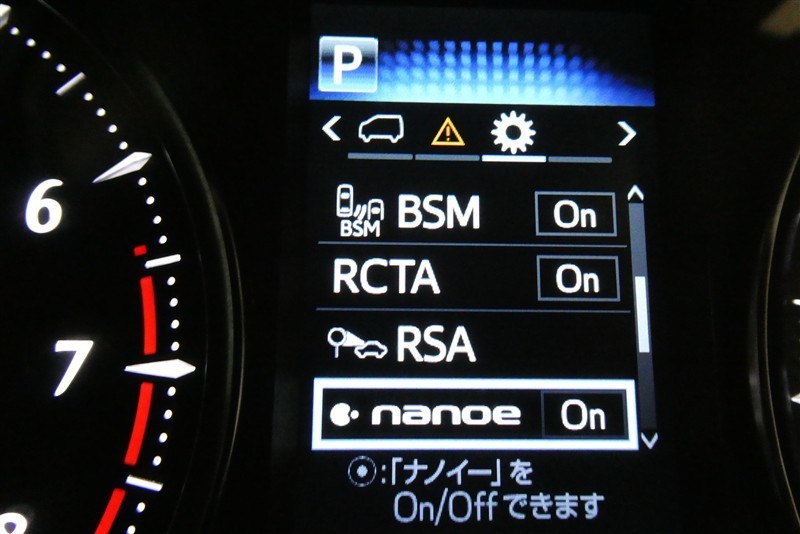 P
6
7
8
BSM BSM On
RCTA On
RSA
nanoe On
:「ナノイー」を
On/Offできます